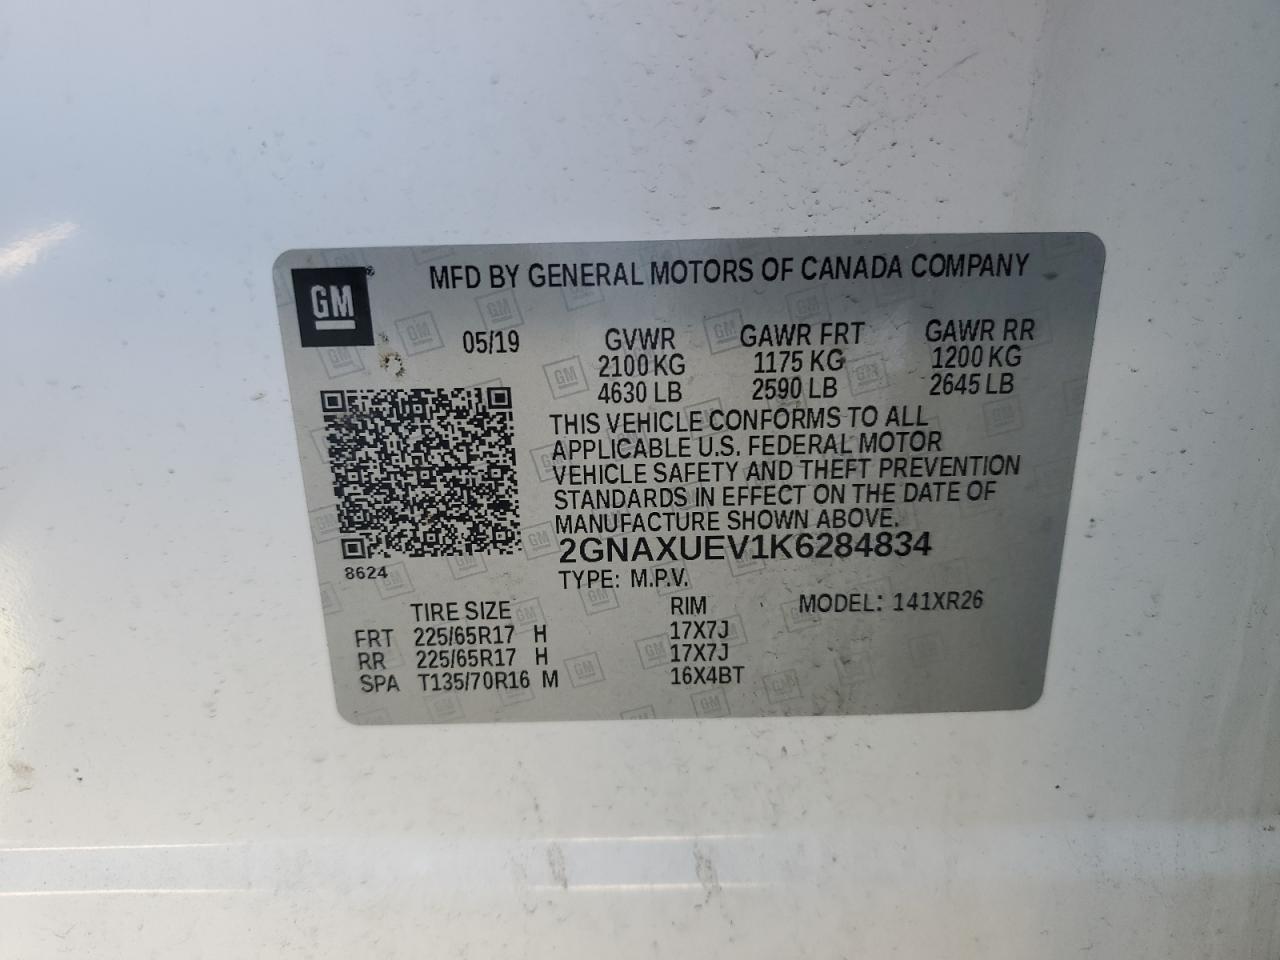 GM
MFD BY GENERAL MOTORS OF CANADA COMPANY
05/19 GVWR GAWR FRT GAWR RR
2100 KG 1175 KG 1200 KG
4630 LB 2590 LB 2645 LB
THIS VEHICLE CONFORMS TO ALL
APPLICABLE U.S. FEDERAL MOTOR
VEHICLE SAFETY AND THEFT PREVENTION
STANDARDS IN EFFECT ON THE DATE OF
MANUFACTURE SHOWN ABOVE.
2GNAXUEV1K6284834
8624
TYPE: M.P.V.
TIRE SIZE RIM MODEL: 141XR26
FRT 225/65R17 H 17X7J
RR 225/65R17 H 17X7J
SPA T135/70R16 M 16X4BT